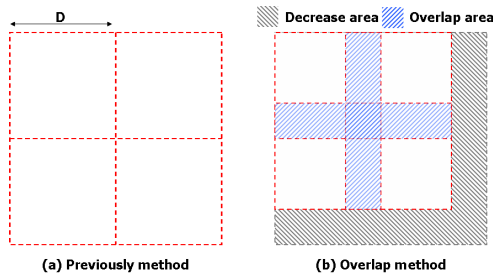 D
Decrease area
Overlap area
(a) Previously method
(b) Overlap method